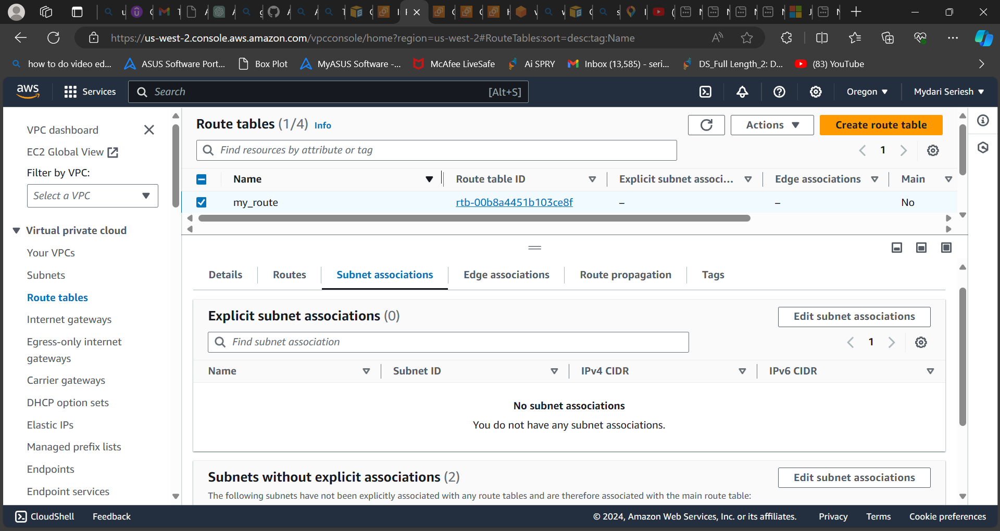 https://us-west-2.console.aws.amazon.com/vpcconsole/home?region=us-west-2#RouteTables:sort=desc:tag:Name
how to do video ed...
ASUS Software Port...
Box Plot
MyASUS Software -...
McAfee LiveSafe
Ai SPRY
Inbox (13,585) - seri...
DS_Full Length_2: D...
(83) YouTube
aws
Services
Search
[Alt+S]
Oregon
Mydari Seriesh
VPC dashboard
EC2 Global View
Filter by VPC:
Select a VPC
Virtual private cloud
Your VPCs
Subnets
Route tables
Internet gateways
Egress-only internet
gateways
Carrier gateways
DHCP option sets
Elastic IPs
Managed prefix lists
Endpoints
Endpoint services
Route tables (1/4) Info
Actions
Create route table
Find resources by attribute or tag
1
Name
Route table ID
Explicit subnet associ...
Edge associations
Main
my_route
rtb-00b8a4451b103ce8f
–
–
No
Details
Routes
Subnet associations
Edge associations
Route propagation
Tags
Explicit subnet associations (0)
Edit subnet associations
Find subnet association
1
Name
Subnet ID
IPv4 CIDR
IPv6 CIDR
No subnet associations
You do not have any subnet associations.
Subnets without explicit associations (2)
Edit subnet associations
The following subnets have not been explicitly associated with any route tables and are therefore associated with the main route table:
CloudShell
Feedback
© 2024, Amazon Web Services, Inc. or its affiliates.
Privacy
Terms
Cookie preferences